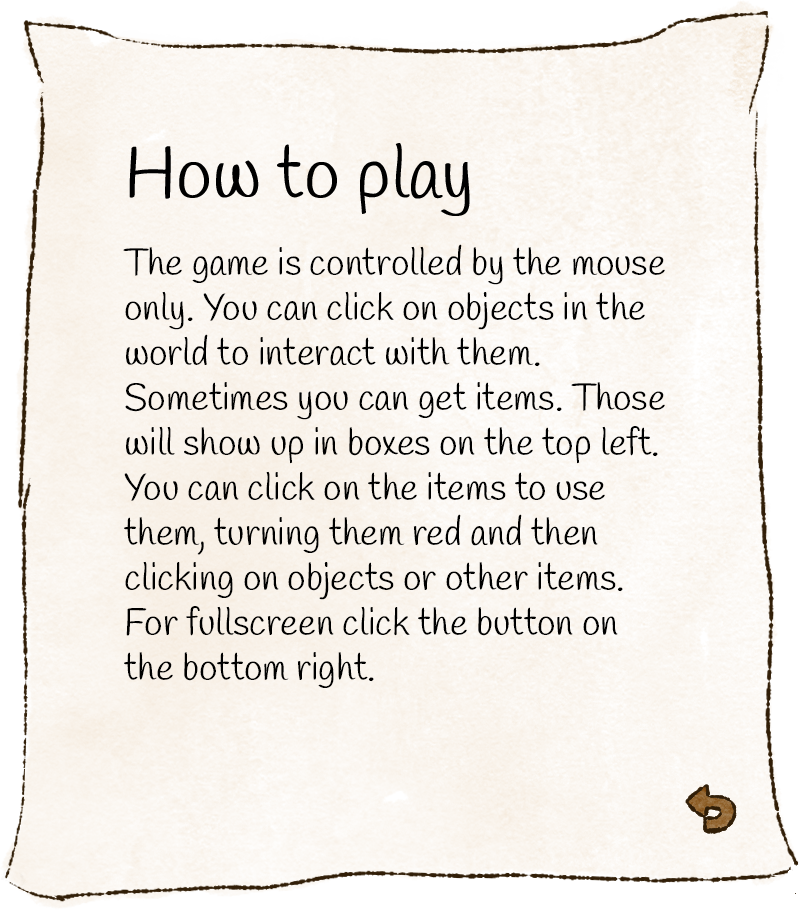 How to play
The game is controlled by the mouse
only. You can click on objects in the
world to interact with them.
Sometimes you can get items. Those
will show up in boxes on the top left.
You can click on the items to use
them, turning them red and then
clicking on objects or other items.
For fullscreen click the button on
the bottom right.